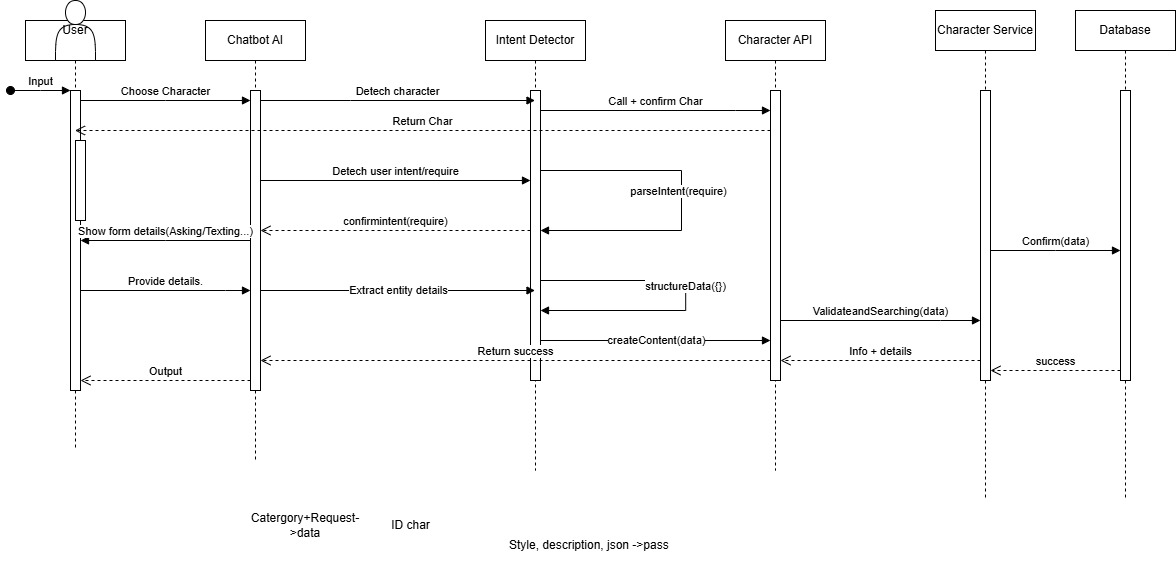 User
Chatbot AI
Intent Detector
Character API
Character Service
Database
Input
Choose Character
Detech character
Call + confirm Char
Return Char
Detech user intent/require
parseIntent(require)
confirmintent(require)
Show form details(Asking/Texting...)
Confirm(data)
Provide details.
Extract entity details
structureData({})
ValidateandSearching(data)
createContent(data)
Return success
Info + details
success
Output
Catergory+Request-
>data
ID char
Style, description, json ->pass